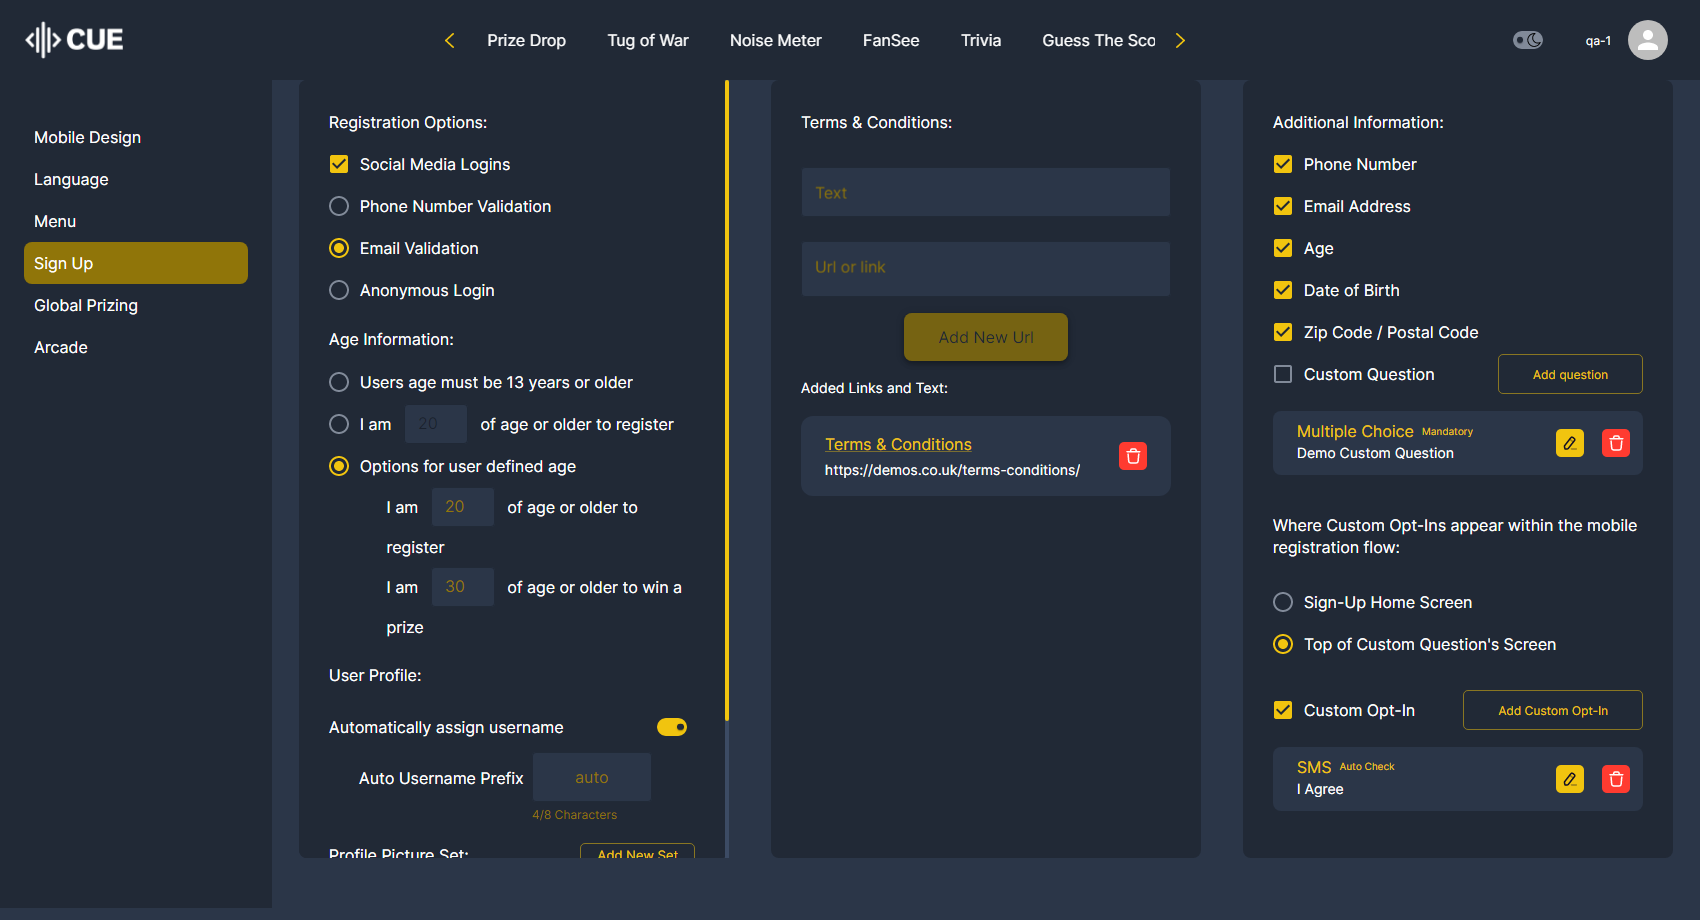 CUE
Prize Drop
Tug of War
Noise Meter
FanSee
Trivia
Guess The Sco
qa-1
Mobile Design
Language
Menu
Sign Up
Global Prizing
Arcade
Registration Options:
Social Media Logins
Phone Number Validation
Email Validation
Anonymous Login
Age Information:
Users age must be 13 years or older
I am 20 of age or older to register
Options for user defined age
I am 20 of age or older to
register
I am 30 of age or older to win a
prize
User Profile:
Automatically assign username
Auto Username Prefix auto
4/8 Characters
Profile Picture Set: Add New Set
Terms & Conditions:
Text
Url or link
Add New Url
Added Links and Text:
Terms & Conditions
https://demos.co.uk/terms-conditions/
Additional Information:
Phone Number
Email Address
Age
Date of Birth
Zip Code / Postal Code
Custom Question Add question
Multiple Choice Mandatory
Demo Custom Question
Where Custom Opt-Ins appear within the mobile
registration flow:
Sign-Up Home Screen
Top of Custom Question's Screen
Custom Opt-In Add Custom Opt-In
SMS Auto Check
I Agree